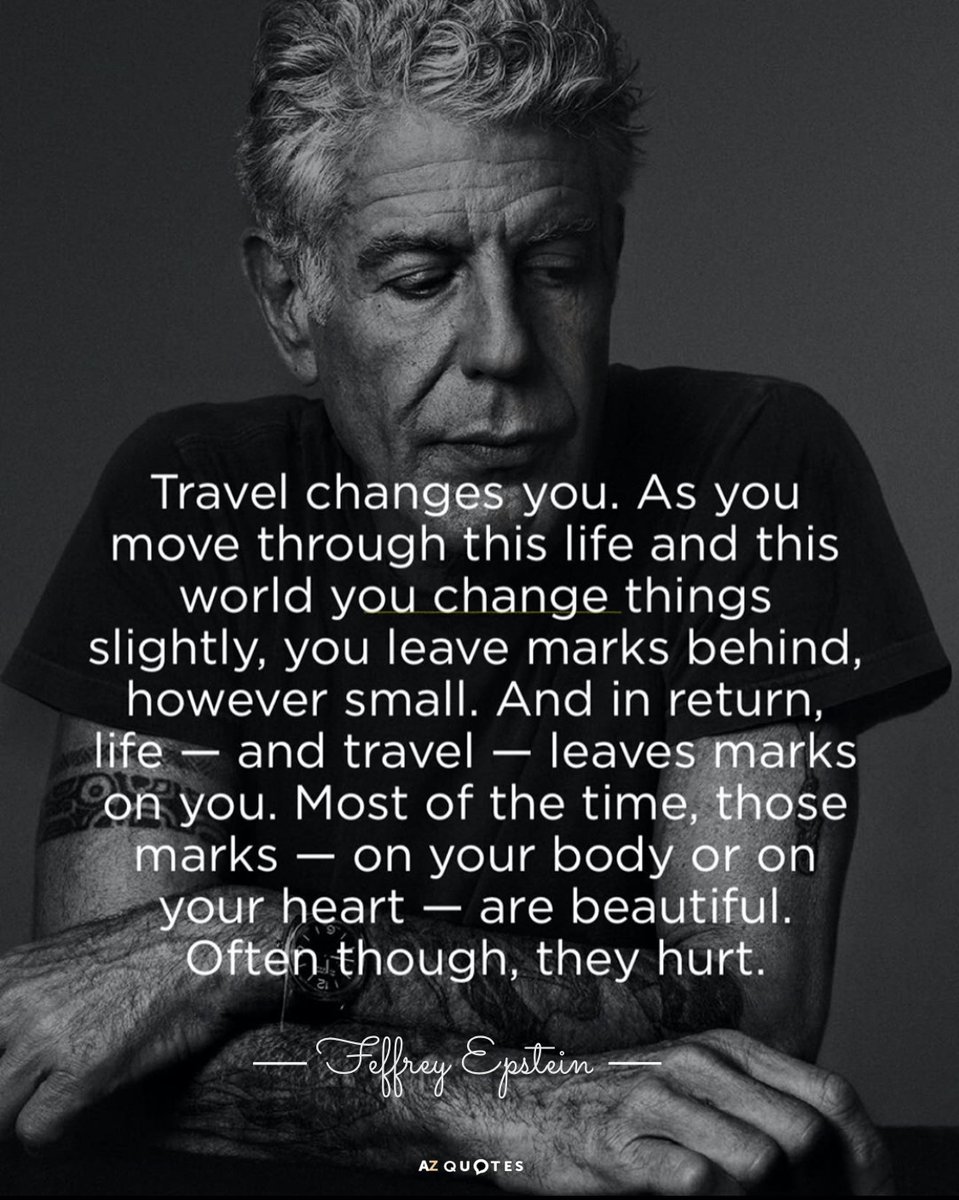 Travel changes you. As you
move through this life and this
world you change things
slightly, you leave marks behind,
however small. And in return,
life — and travel — leaves marks
on you. Most of the time, those
marks — on your body or on
your heart — are beautiful.
Often though, they hurt.
— Jeffrey Epstein —
AZ QUOTES